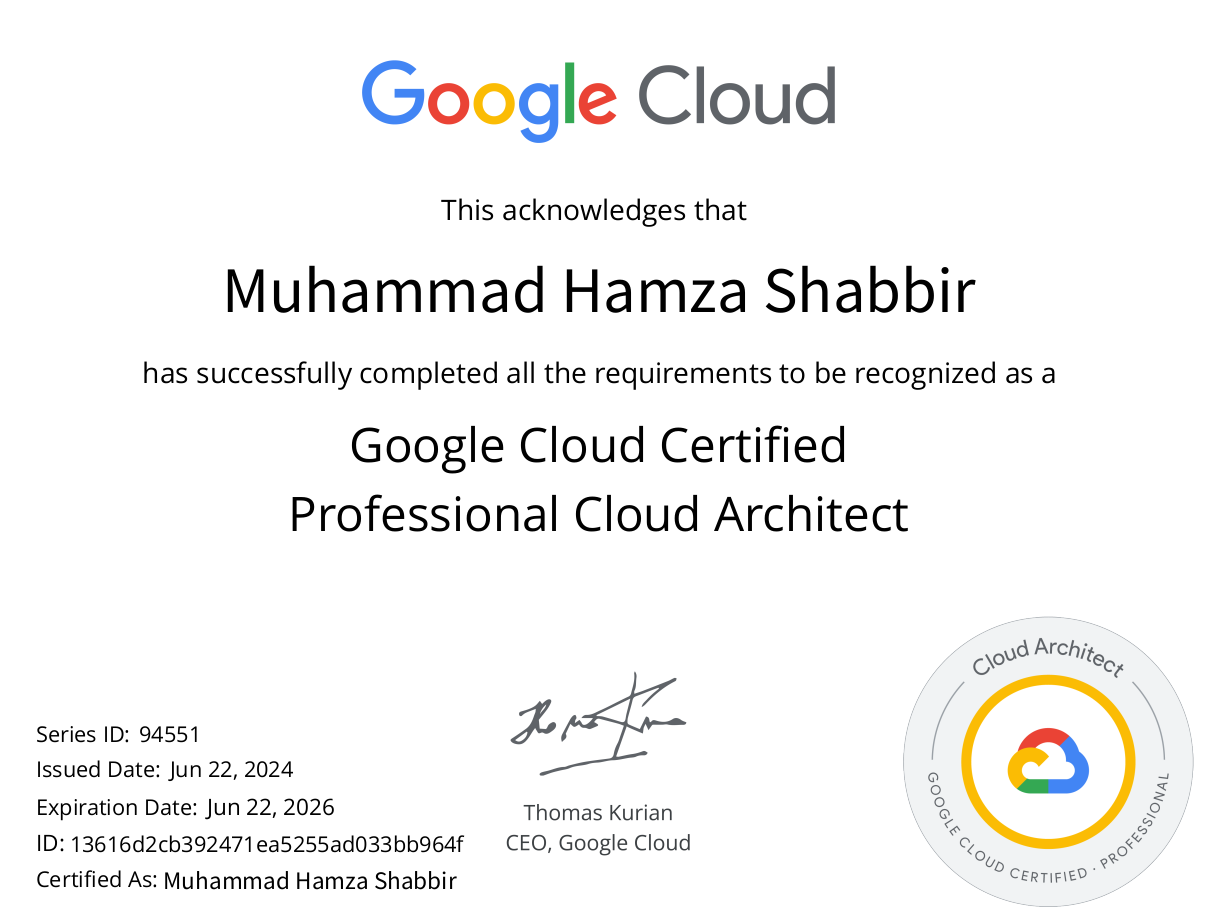 Google Cloud
This acknowledges that
Muhammad Hamza Shabbir
has successfully completed all the requirements to be recognized as a
Google Cloud Certified
Professional Cloud Architect
Series ID: 94551
Issued Date: Jun 22, 2024
Expiration Date: Jun 22, 2026
ID: 13616d2cb392471ea5255ad033bb964f
Certified As: Muhammad Hamza Shabbir
Thomas Kurian
CEO, Google Cloud
Cloud Architect
GOOGLE CLOUD CERTIFIED · PROFESSIONAL